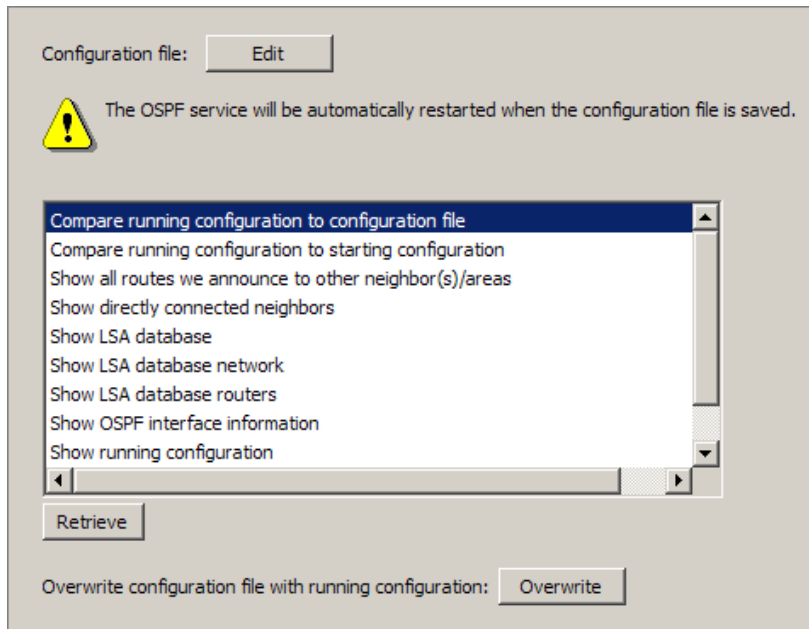 Configuration file: Edit
The OSPF service will be automatically restarted when the configuration file is saved.
Compare running configuration to configuration file
Compare running configuration to starting configuration
Show all routes we announce to other neighbor(s)/areas
Show directly connected neighbors
Show LSA database
Show LSA database network
Show LSA database routers
Show OSPF interface information
Show running configuration
Retrieve
Overwrite configuration file with running configuration: Overwrite